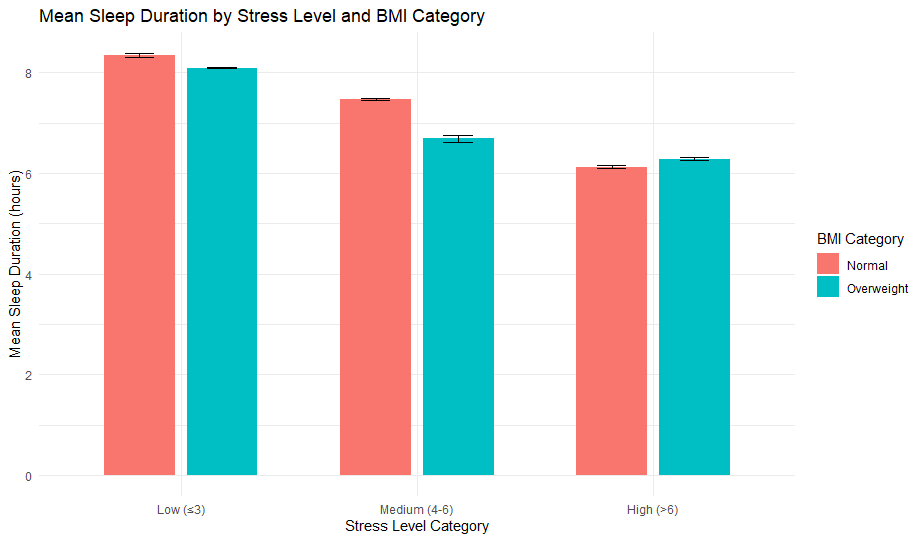 Mean Sleep Duration by Stress Level and BMI Category
Mean Sleep Duration (hours)
8
6
4
2
0
Low (≤3)
Medium (4-6)
High (>6)
Stress Level Category
BMI Category
Normal
Overweight